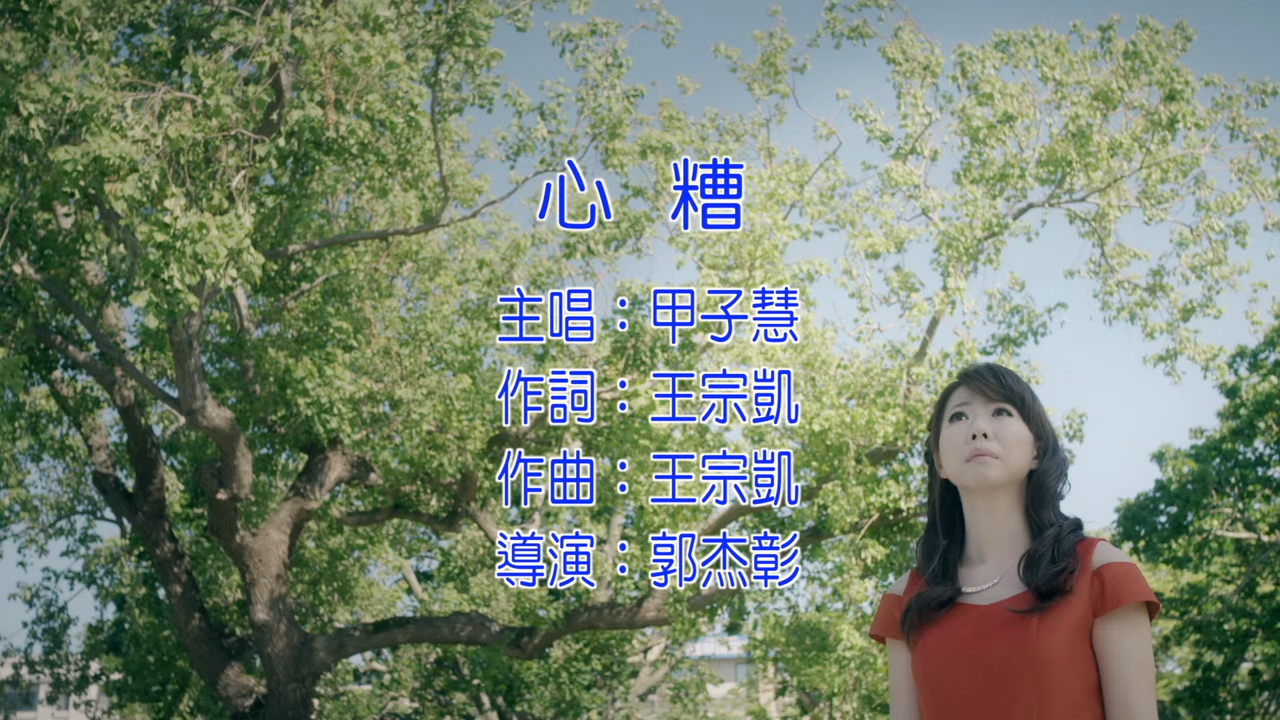 心 糟
主唱：甲子慧
作詞：王宗凱
作曲：王宗凱
導演：郭杰彰